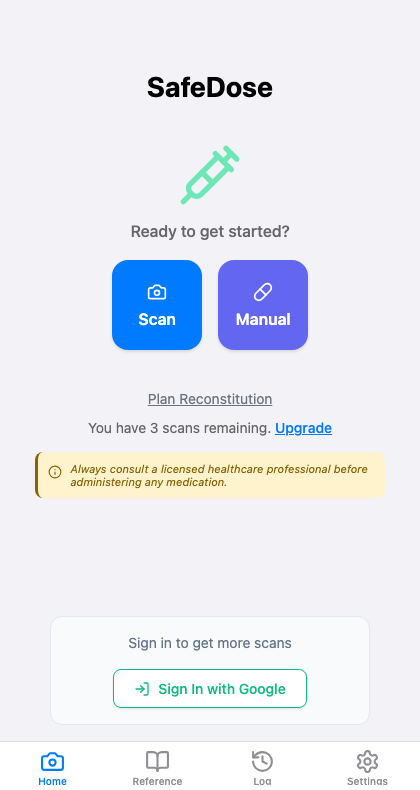 SafeDose
Ready to get started?
Scan
Manual
Plan Reconstitution
You have 3 scans remaining. Upgrade
Always consult a licensed healthcare professional before
administering any medication.
Sign in to get more scans
Sign In with Google
Home
Reference
Log
Settings